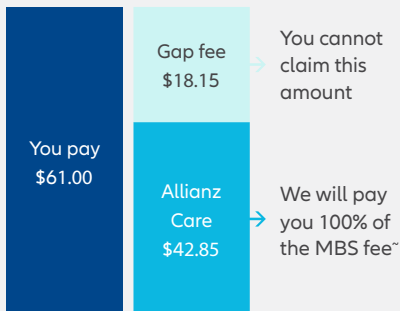 You pay
$61.00
Gap fee
$18.15
You cannot
claim this
amount
Allianz
Care
$42.85
We will pay
you 100% of
the MBS fee~